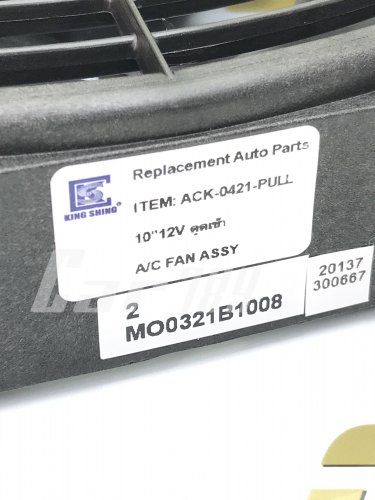 Replacement Auto Parts
KING SHING®
ITEM: ACK-0421-PULL
10"12V ดูดเข้า
A/C FAN ASSY
2
MO0321B1008
20137
300667